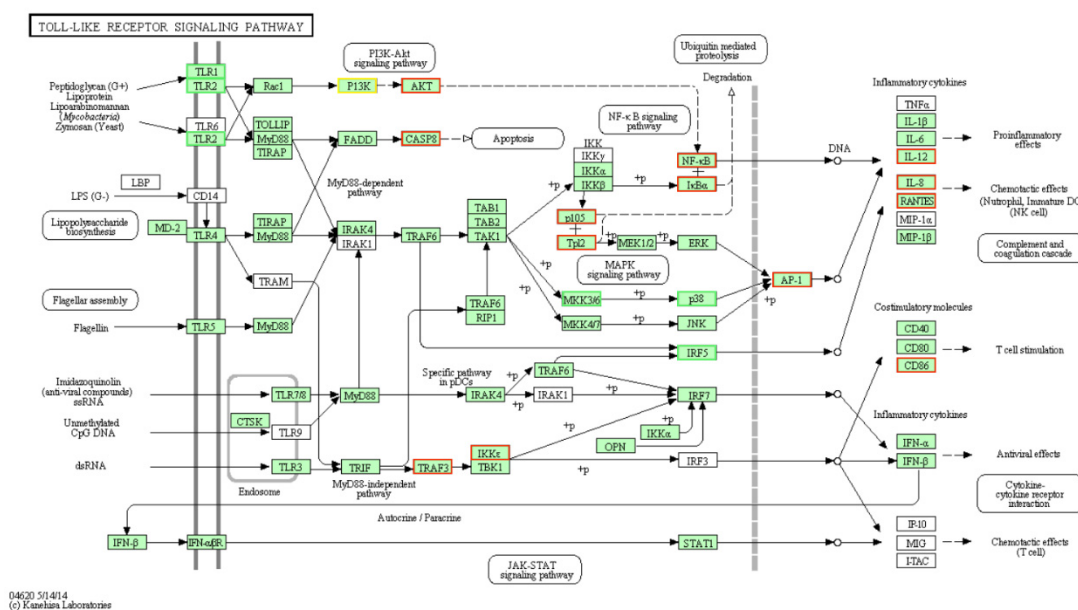 TOLL-LIKE RECEPTOR SIGNALING PATHWAY
PI3K-Akt
signaling pathway
Ubiquitin mediated
proteolysis
Degradation
Inflammatory cytokines
TLR1
TLR2
Peptidoglycan (G+)
Lipoprotein
Lipoarabinomannan
(Mycobacteria)
Zymosan (Yeast)
Rac1
PI3K
AKT
TNFα
IL-1β
IL-6
IL-12
Proinflammatory
effects
TLR6
TLR2
TOLLIP
MyD88
TIRAP
FADD
CASP8
Apoptosis
NF-κB signaling
pathway
DNA
IKK
IKKγ
IKKα
IKKβ
+p
NF-κB
+
IκBα
+p
MyD88-dependent
pathway
LBP
LPS (G-)
CD14
IL-8
RANTES
MIP-1α
MIP-1β
Chemotactic effects
(Nutrophil, Immature DC
(NK cell)
Lipopolysaccharide
biosynthesis
MD-2
TLR4
TIRAP
MyD88
IRAK4
IRAK1
TRAF6
TAB1
TAB2
TAK1
+p
p105
+
Tpl2
+p
MEK1/2
+p
ERK
Complement and
coagulation cascade
MAPK
signaling pathway
TRAM
+p
+p
AP-1
Flagellar assembly
TRAF6
RIP1
+p
MKK3/6
+p
p38
+p
MKK4/7
+p
JNK
Flagellin
TLR5
MyD88
Costimulatory molecules
CD40
CD80
CD86
T cell stimulation
IRF5
Specific pathway
in pDCs
TRAF6
Imidazoquinolin
(anti-viral compounds)
ssRNA
TLR7/8
MyD88
IRAK4
+p
+p
IRAK1
+p
IRF7
Unmethylated
CpG DNA
CTSK
TLR9
+p
IKKα
OPN
Inflammatory cytokines
IFN-α
IFN-β
Antiviral effects
dsRNA
TLR3
TRIF
TRAF3
IKKε
TBK1
+p
IRF3
Endosome
MyD88-independent
pathway
Cytokine-
cytokine receptor
interaction
Autocrine / Paracrine
IFN-β
IFN-αβR
STAT1
IP-10
MIG
I-TAC
Chemotactic effects
(T cell)
JAK-STAT
signaling pathway
04620 5/14/14
(c) Kanehisa Laboratories